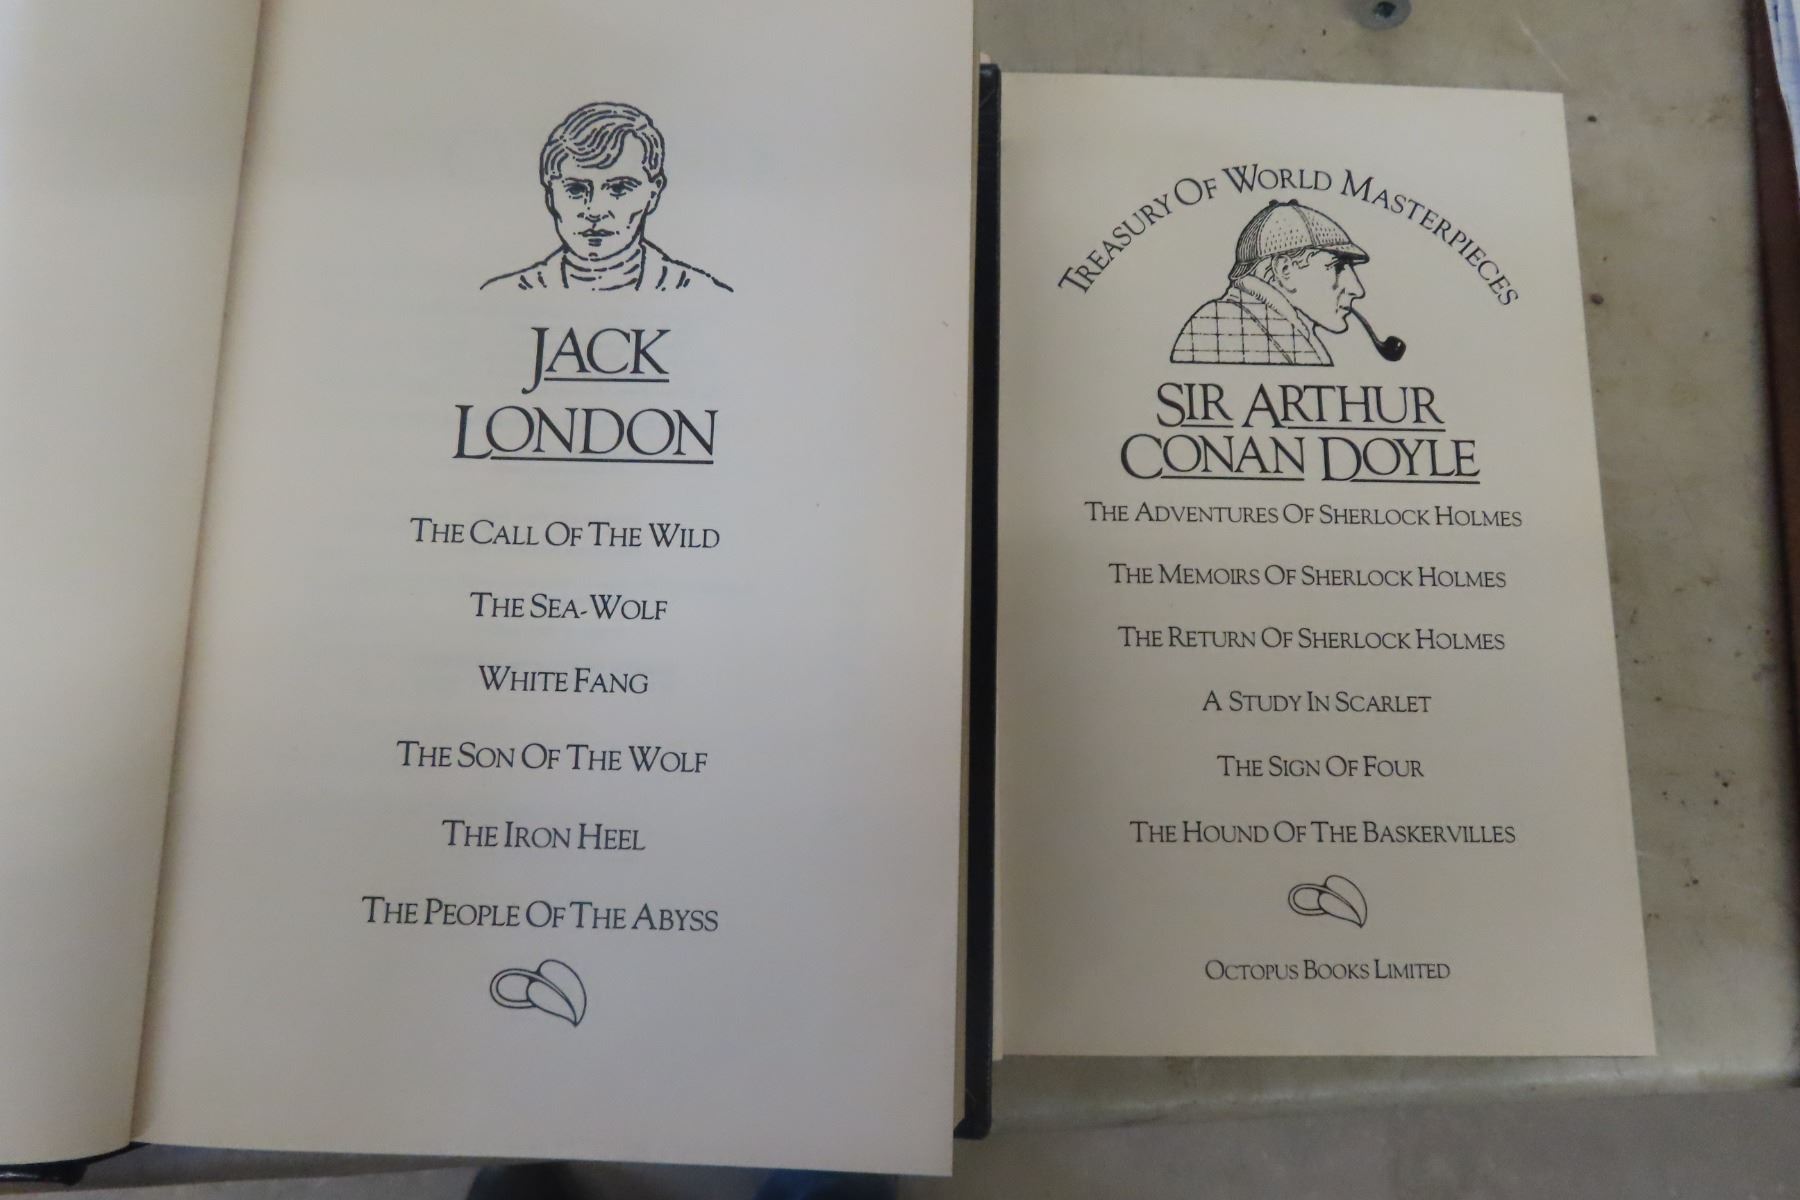 JACK
LONDON
THE CALL OF THE WILD
THE SEA-WOLF
WHITE FANG
THE SON OF THE WOLF
THE IRON HEEL
THE PEOPLE OF THE ABYSS
TREASURY OF WORLD MASTERPIECES
SIR ARTHUR
CONAN DOYLE
THE ADVENTURES OF SHERLOCK HOLMES
THE MEMOIRS OF SHERLOCK HOLMES
THE RETURN OF SHERLOCK HOLMES
A STUDY IN SCARLET
THE SIGN OF FOUR
THE HOUND OF THE BASKERVILLES
OCTOPUS BOOKS LIMITED